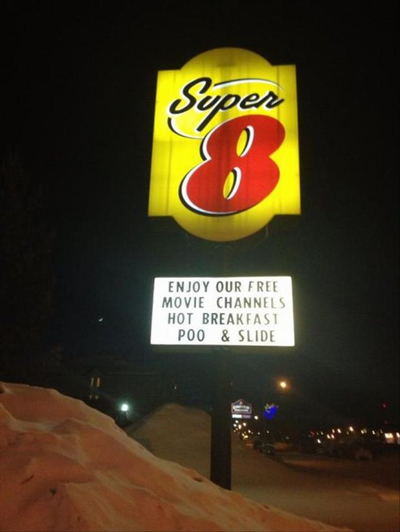 Super
8
ENJOY OUR FREE
MOVIE CHANNELS
HOT BREAKFAST
POO & SLIDE